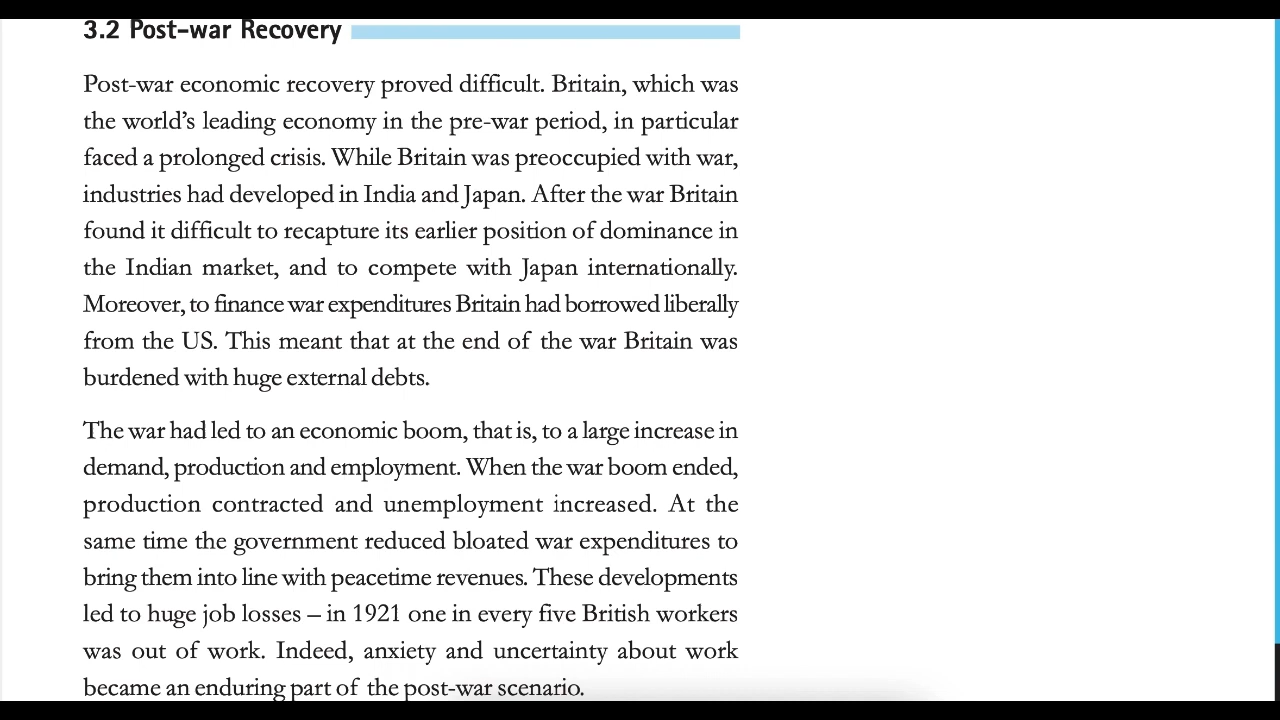 3.2 Post-war Recovery
Post-war economic recovery proved difficult. Britain, which was
the world's leading economy in the pre-war period, in particular
faced a prolonged crisis. While Britain was preoccupied with war,
industries had developed in India and Japan. After the war Britain
found it difficult to recapture its earlier position of dominance in
the Indian market, and to compete with Japan internationally.
Moreover, to finance war expenditures Britain had borrowed liberally
from the US. This meant that at the end of the war Britain was
burdened with huge external debts.
The war had led to an economic boom, that is, to a large increase in
demand, production and employment. When the war boom ended,
production contracted and unemployment increased. At the
same time the government reduced bloated war expenditures to
bring them into line with peacetime revenues. These developments
led to huge job losses – in 1921 one in every five British workers
was out of work. Indeed, anxiety and uncertainty about work
became an enduring part of the post-war scenario.